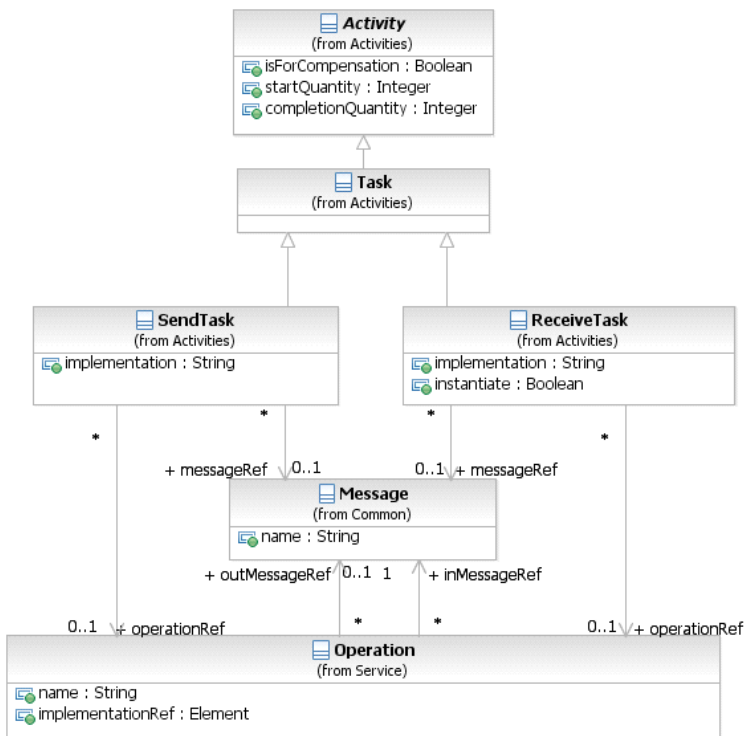 Activity
(from Activities)
isForCompensation : Boolean
startQuantity : Integer
completionQuantity : Integer
Task
(from Activities)
SendTask
(from Activities)
implementation : String
ReceiveTask
(from Activities)
implementation : String
instantiate : Boolean
* * * *
+ messageRef 0..1 0..1 + messageRef
Message
(from Common)
name : String
+ outMessageRef 0..1 1 + inMessageRef
* *
0..1 + operationRef 0..1 + operationRef
Operation
(from Service)
name : String
implementationRef : Element